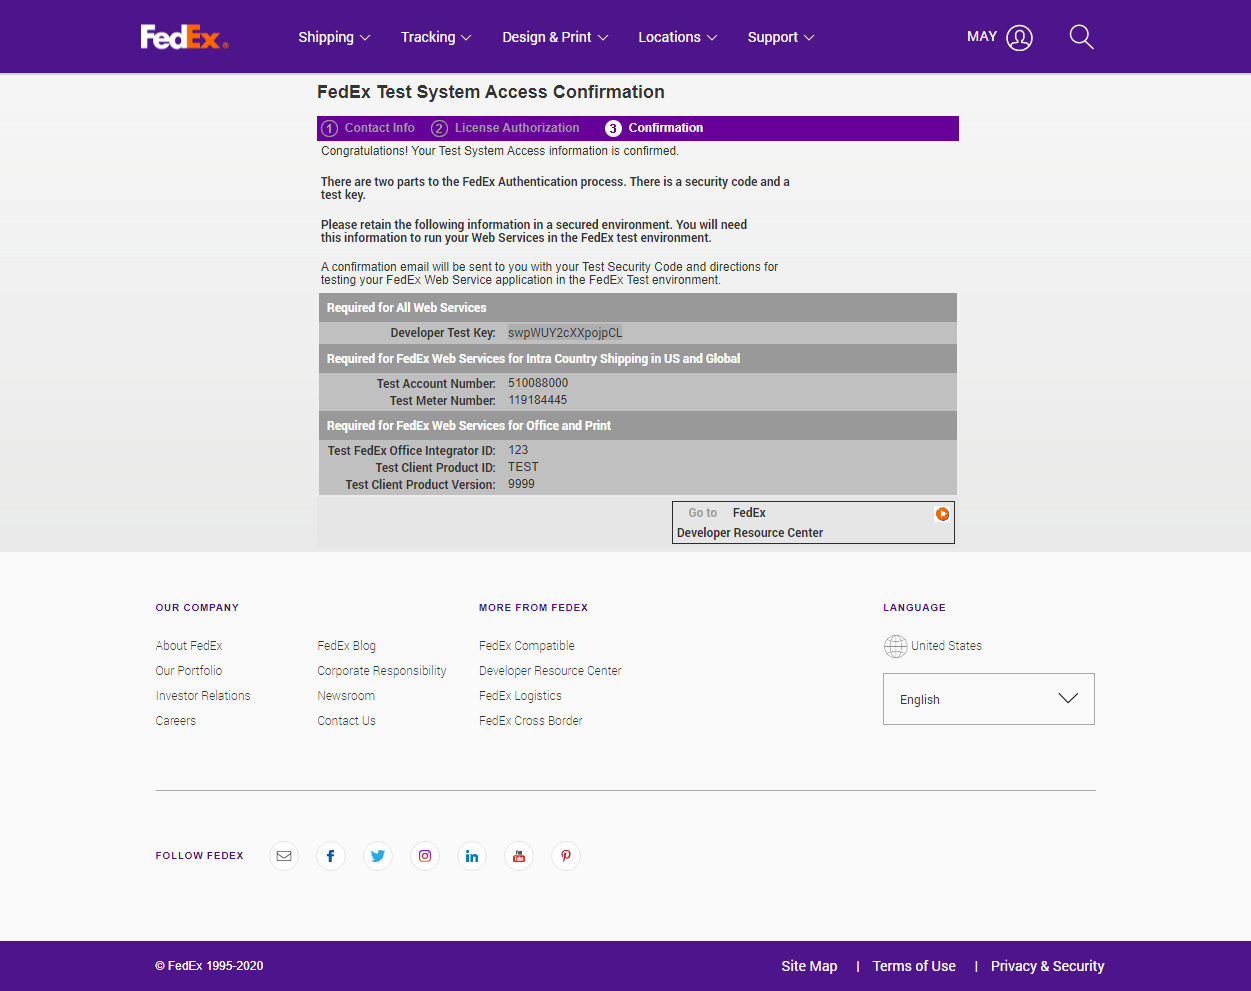 FedEx®
Shipping
Tracking
Design & Print
Locations
Support
MAY
FedEx Test System Access Confirmation
1 Contact Info 2 License Authorization 3 Confirmation
Congratulations! Your Test System Access information is confirmed.
There are two parts to the FedEx Authentication process. There is a security code and a
test key.
Please retain the following information in a secured environment. You will need
this information to run your Web Services in the FedEx test environment.
A confirmation email will be sent to you with your Test Security Code and directions for
testing your FedEx Web Service application in the FedEx Test environment.
Required for All Web Services
Developer Test Key: swpWUY2cXXpojpCL
Required for FedEx Web Services for Intra Country Shipping in US and Global
Test Account Number: 510088000
Test Meter Number: 119184445
Required for FedEx Web Services for Office and Print
Test FedEx Office Integrator ID: 123
Test Client Product ID: TEST
Test Client Product Version: 9999
Go to FedEx
Developer Resource Center
OUR COMPANY
About FedEx
Our Portfolio
Investor Relations
Careers
FedEx Blog
Corporate Responsibility
Newsroom
Contact Us
MORE FROM FEDEX
FedEx Compatible
Developer Resource Center
FedEx Logistics
FedEx Cross Border
LANGUAGE
United States
English
FOLLOW FEDEX
© FedEx 1995-2020
Site Map | Terms of Use | Privacy & Security